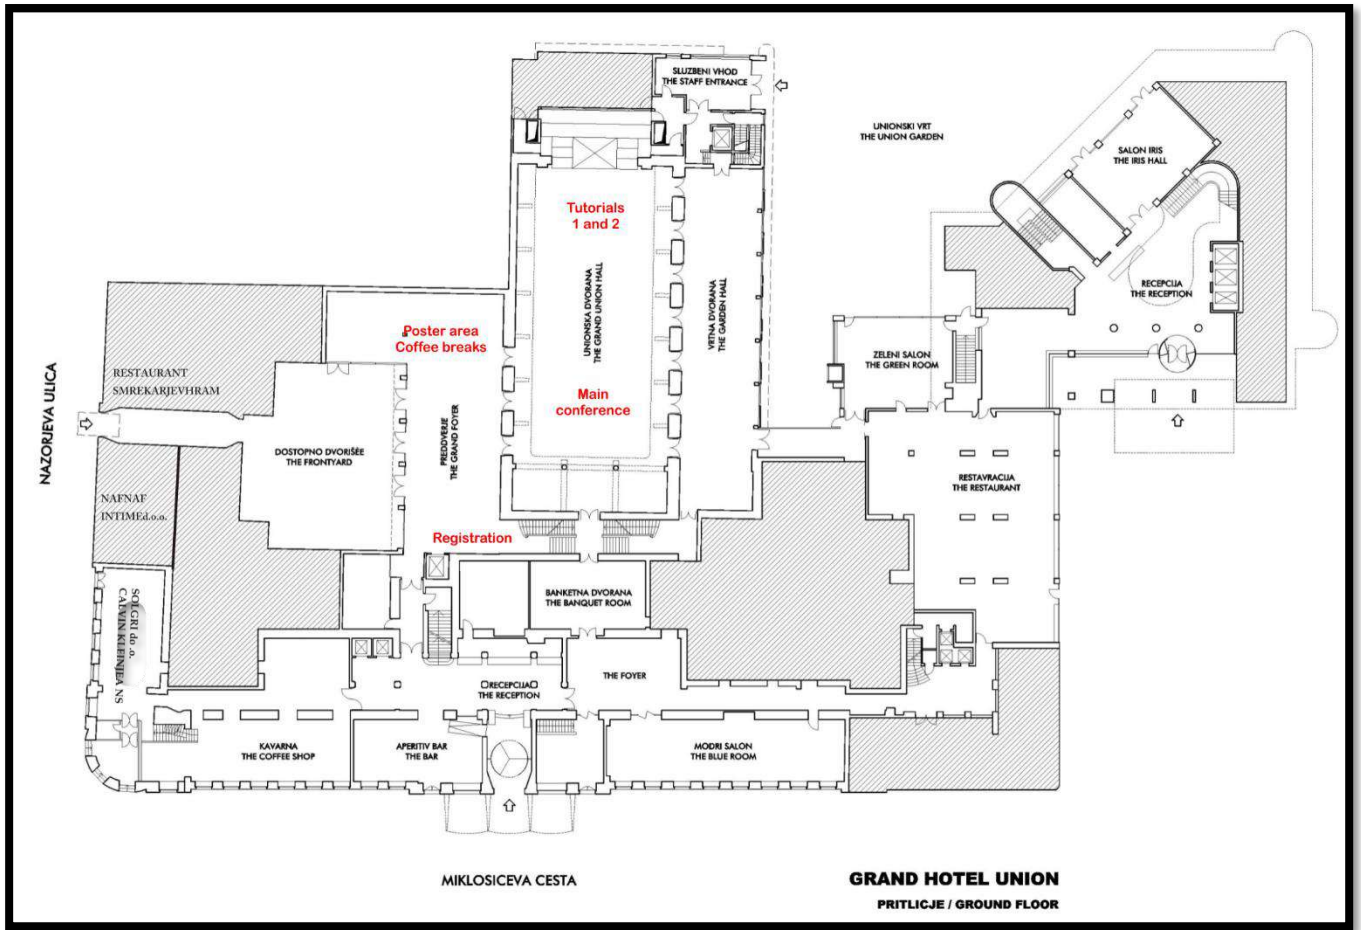 SLUZBENI VHOD
THE STAFF ENTRANCE
UNIONSKI VRT
THE UNION GARDEN
SALON IRIS
THE IRIS HALL
Tutorials
1 and 2
UNIONSKA DVORANA
THE GRAND UNION HALL
VRTNA DVORANA
THE GARDEN HALL
RECEPCIJA
THE RECEPTION
Poster area
Coffee breaks
ZELENI SALON
THE GREEN ROOM
RESTAURANT
SMREKARJEVHRAM
Main
conference
NAZORJEVA ULICA
DOSTOPNO DVORIŠÉE
THE FRONTYARD
PREDDVERJE
THE GRAND FOYER
RESTAVRACIJA
THE RESTAURANT
NAFNAF
INTIMEd.o.o.
Registration
BANKETNA DVORANA
THE BANQUET ROOM
SOLGRI do .o.
CALVIN KLEINJEA NS
RECEPCIJA
THE RECEPTION
THE FOYER
KAVARNA
THE COFFEE SHOP
APERITIV BAR
THE BAR
MODRI SALON
THE BLUE ROOM
MIKLOSICEVA CESTA
GRAND HOTEL UNION
PRITLICJE / GROUND FLOOR